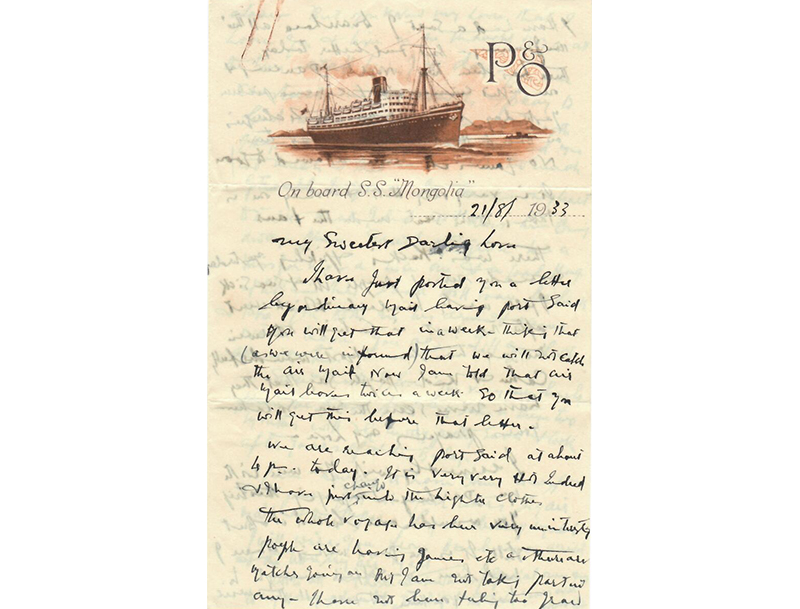 P&O
On board S.S. "Mongolia"
21/8/ 1933
My Sweetest Darling Love
I have Just posted you a letter
by ordinary Mail leaving port Said
You will get that in a week - thinking that
(as we were informed) that we will not catch
the air Mail Now I am told that air
Mail leaves twice a week So that you
will get this before that letter -
We are reaching port Said at about
4 p. today. It is very very Hot Indeed
& I have just change into the lighter clothes
The whole voyage has been very
people are having games etc & there are
Matches going on But I am not taking part in
any - I have not been feeling too